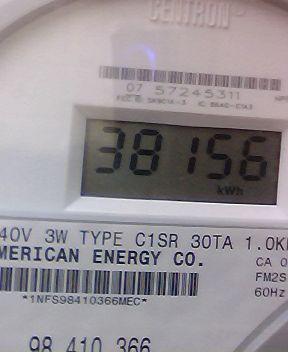 CENTRON
07 57245311
38156
kWh
40V 3W TYPE C1SR 30TA 1.0K
MERICAN ENERGY CO.
CA 0
FM2S
60Hz
*1NFS98410366MEC*
98 410 366